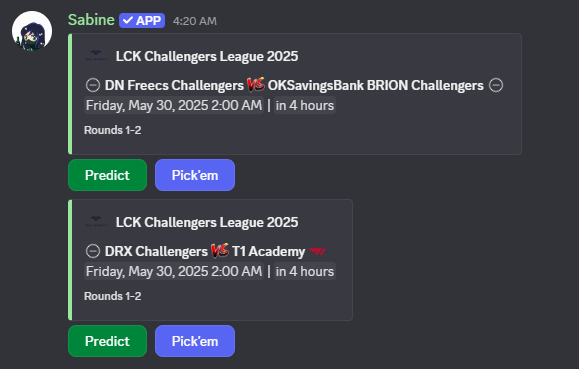 Sabine ✓ APP 4:20 AM
LCK Challengers League 2025
DN Freecs Challengers VS OKSavingsBank BRION Challengers
Friday, May 30, 2025 2:00 AM | in 4 hours
Rounds 1-2
Predict Pick'em
LCK Challengers League 2025
DRX Challengers VS T1 Academy
Friday, May 30, 2025 2:00 AM | in 4 hours
Rounds 1-2
Predict Pick'em